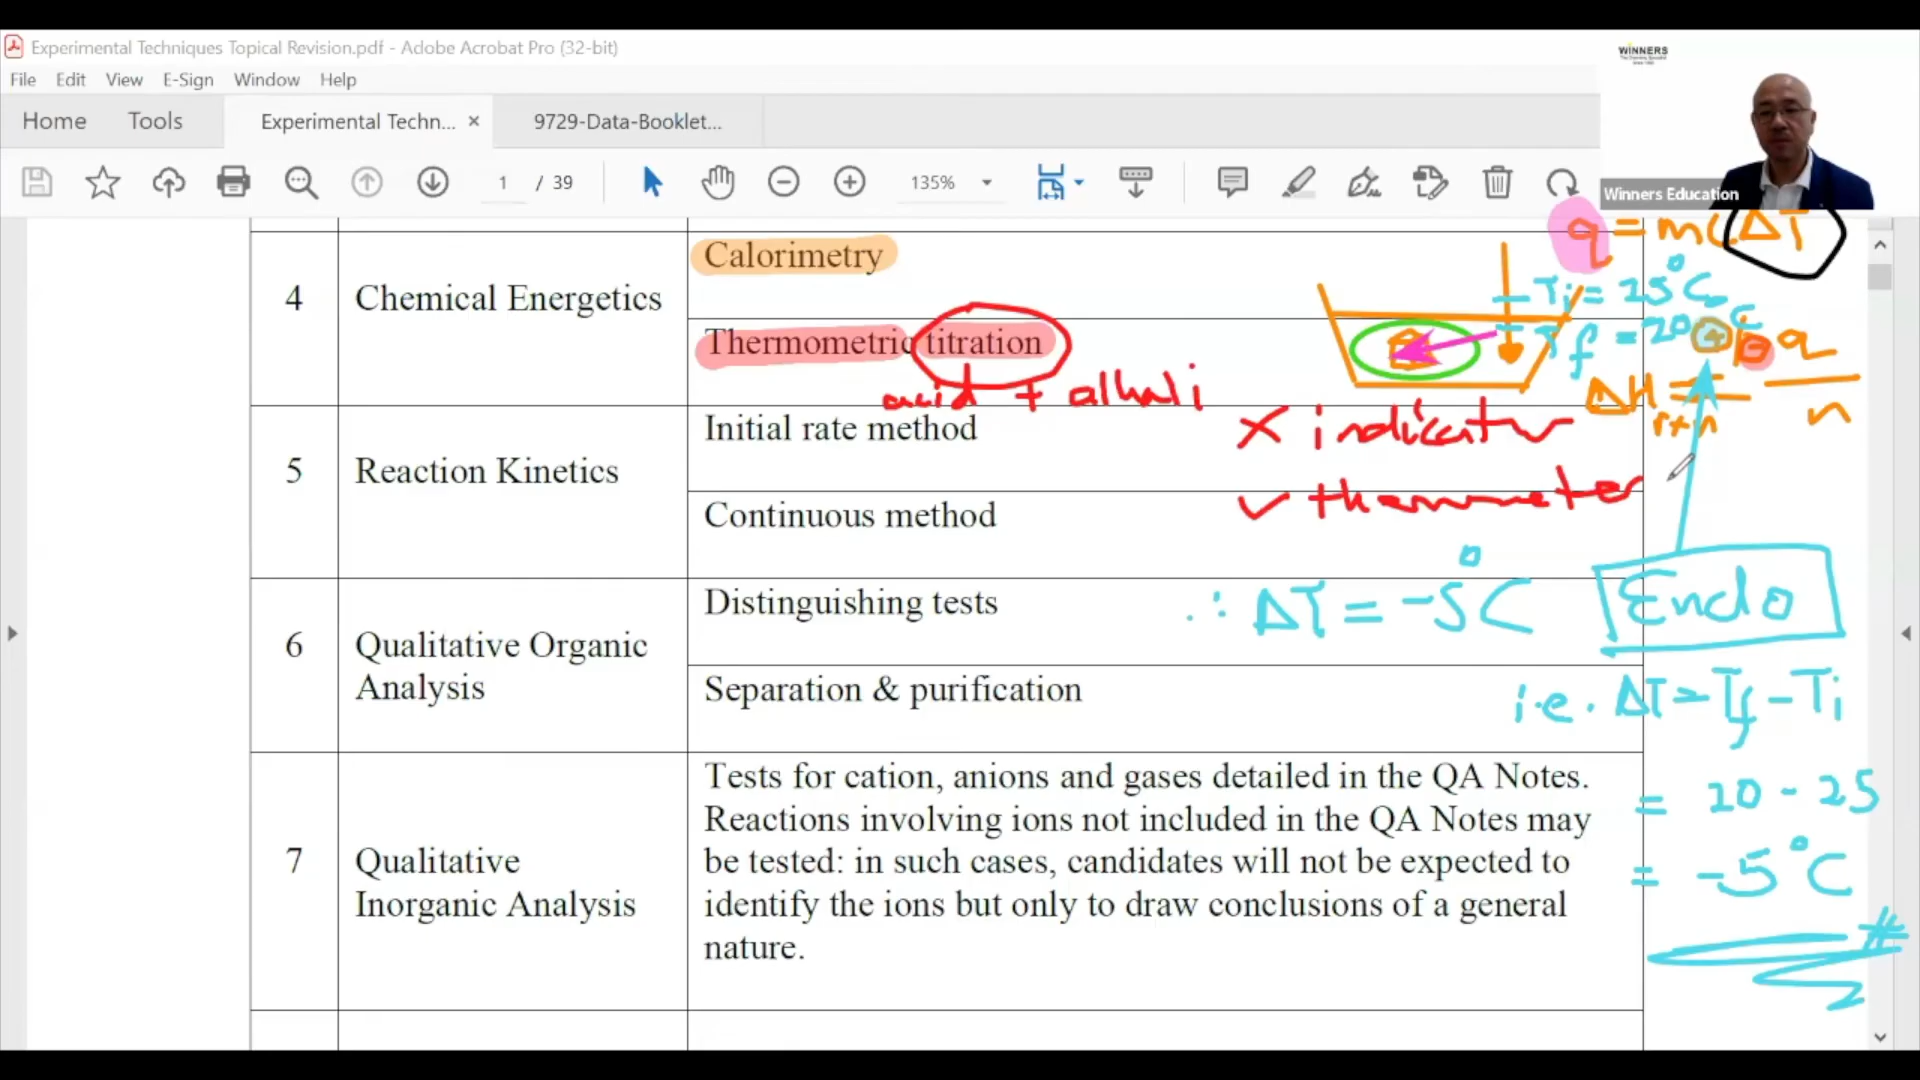 Experimental Techniques Topical Revision.pdf - Adobe Acrobat Pro (32-bit)
WINNERS
File Edit View E-Sign Window Help
Home Tools Experimental Techn... × 9729-Data-Booklet...
1 / 39 135%
Winners Education
q = mcΔT
4 Chemical Energetics
Calorimetry
Ti = 25°C
Tf = 20°C
Thermometric titration
acid + alkali
ΔHrxn = + - q / n
5 Reaction Kinetics
Initial rate method
✗ indicator
✓ thermometer
Continuous method
6 Qualitative Organic Analysis
Distinguishing tests
∴ ΔT = -5°C Endo
Separation & purification
i.e. ΔT = Tf - Ti
= 20 - 25
= -5°C
7 Qualitative Inorganic Analysis
Tests for cation, anions and gases detailed in the QA Notes.
Reactions involving ions not included in the QA Notes may
be tested: in such cases, candidates will not be expected to
identify the ions but only to draw conclusions of a general
nature.